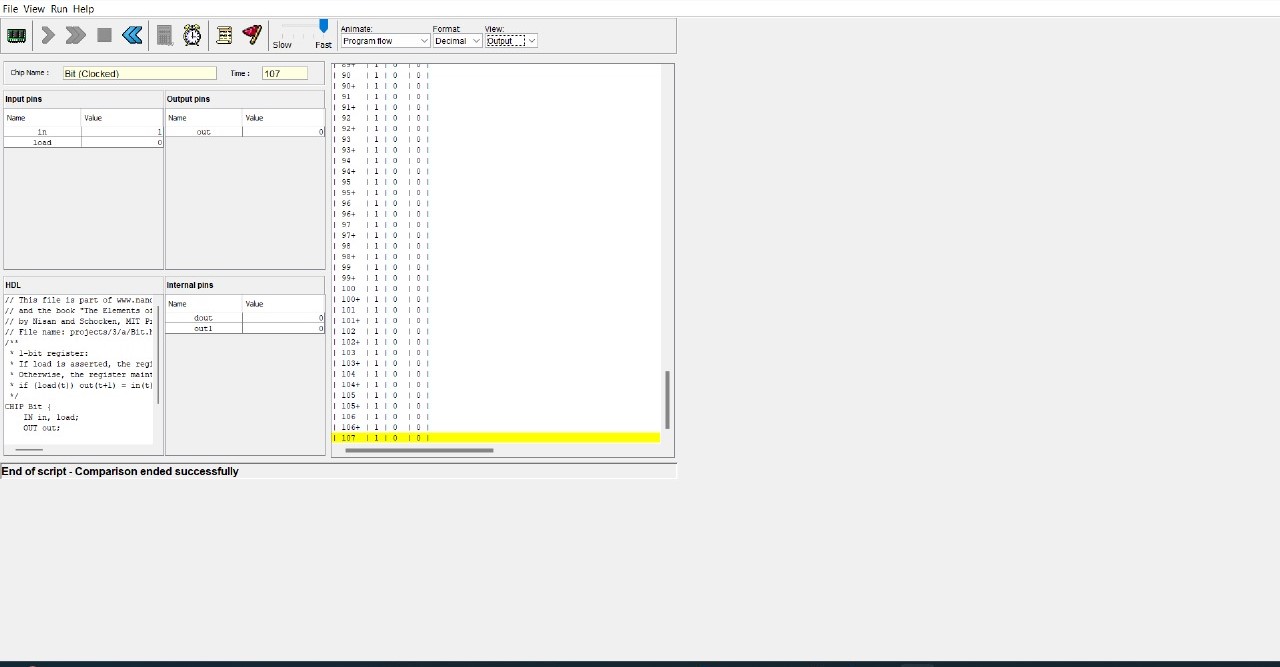 File View Run Help
Slow Fast
Animate: Format: View:
Program flow Decimal Output
Chip Name : Bit (Clocked) Time : 107
Input pins
Name Value
in 1
load 0
Output pins
Name Value
out 0
HDL
// This file is part of www.nand
// and the book "The Elements of
// by Nisan and Schocken, MIT Pr
// File name: projects/3/a/Bit.h
/**
* 1-bit register:
* If load is asserted, the regi
* Otherwise, the register maint
* if (load(t)) out(t+1) = in(t)
*/
CHIP Bit {
IN in, load;
OUT out;
Internal pins
Name Value
dout 0
out1 0
| 89+ | 1 | 0 | 0 |
| 90 | 1 | 0 | 0 |
| 90+ | 1 | 0 | 0 |
| 91 | 1 | 0 | 0 |
| 91+ | 1 | 0 | 0 |
| 92 | 1 | 0 | 0 |
| 92+ | 1 | 0 | 0 |
| 93 | 1 | 0 | 0 |
| 93+ | 1 | 0 | 0 |
| 94 | 1 | 0 | 0 |
| 94+ | 1 | 0 | 0 |
| 95 | 1 | 0 | 0 |
| 95+ | 1 | 0 | 0 |
| 96 | 1 | 0 | 0 |
| 96+ | 1 | 0 | 0 |
| 97 | 1 | 0 | 0 |
| 97+ | 1 | 0 | 0 |
| 98 | 1 | 0 | 0 |
| 98+ | 1 | 0 | 0 |
| 99 | 1 | 0 | 0 |
| 99+ | 1 | 0 | 0 |
| 100 | 1 | 0 | 0 |
| 100+ | 1 | 0 | 0 |
| 101 | 1 | 0 | 0 |
| 101+ | 1 | 0 | 0 |
| 102 | 1 | 0 | 0 |
| 102+ | 1 | 0 | 0 |
| 103 | 1 | 0 | 0 |
| 103+ | 1 | 0 | 0 |
| 104 | 1 | 0 | 0 |
| 104+ | 1 | 0 | 0 |
| 105 | 1 | 0 | 0 |
| 105+ | 1 | 0 | 0 |
| 106 | 1 | 0 | 0 |
| 106+ | 1 | 0 | 0 |
| 107 | 1 | 0 | 0 |
End of script - Comparison ended successfully